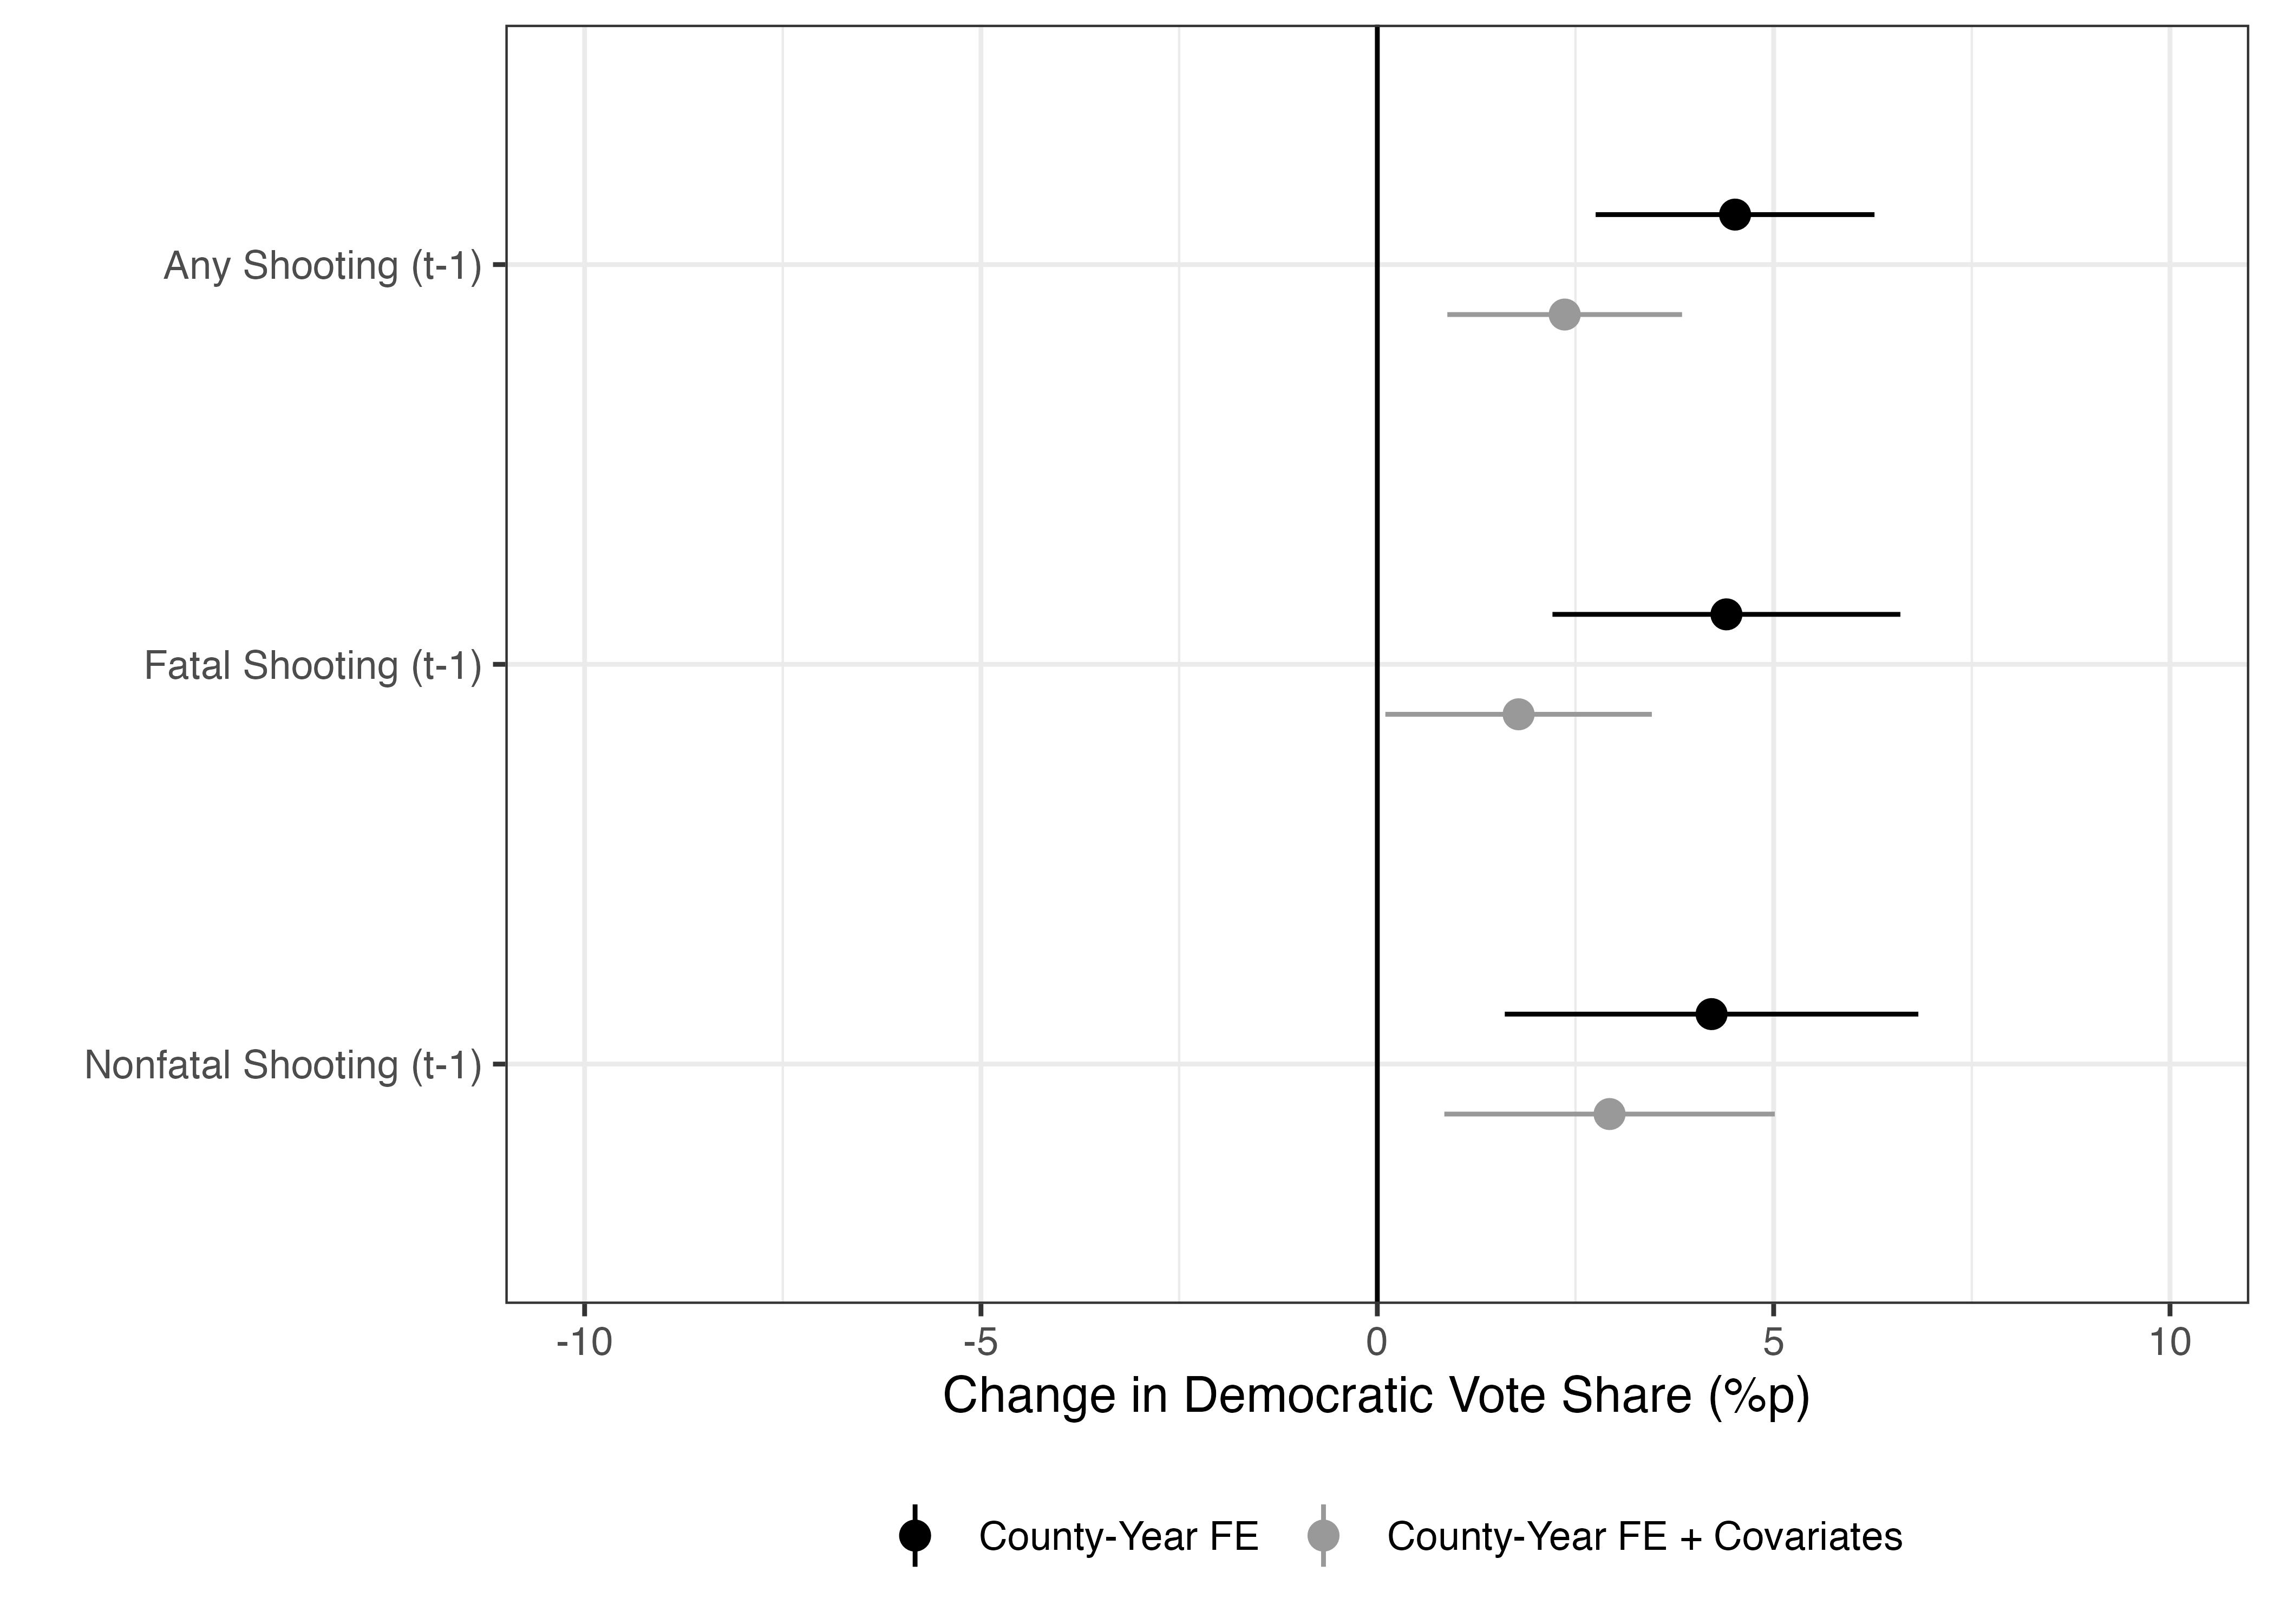 Any Shooting (t-1)
Fatal Shooting (t-1)
Nonfatal Shooting (t-1)
-10 -5 0 5 10
Change in Democratic Vote Share (%p)
County-Year FE County-Year FE + Covariates